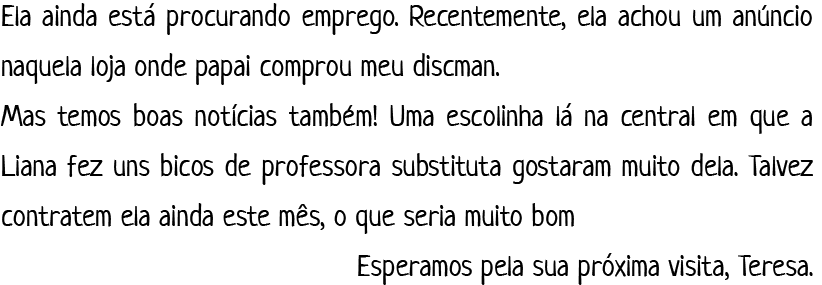 Ela ainda está procurando emprego. Recentemente, ela achou um anúncio
naquela loja onde papai comprou meu discman.
Mas temos boas notícias também! Uma escolinha lá na central em que a
Liana fez uns bicos de professora substituta gostaram muito dela. Talvez
contratem ela ainda este mês, o que seria muito bom
Esperamos pela sua próxima visita, Teresa.